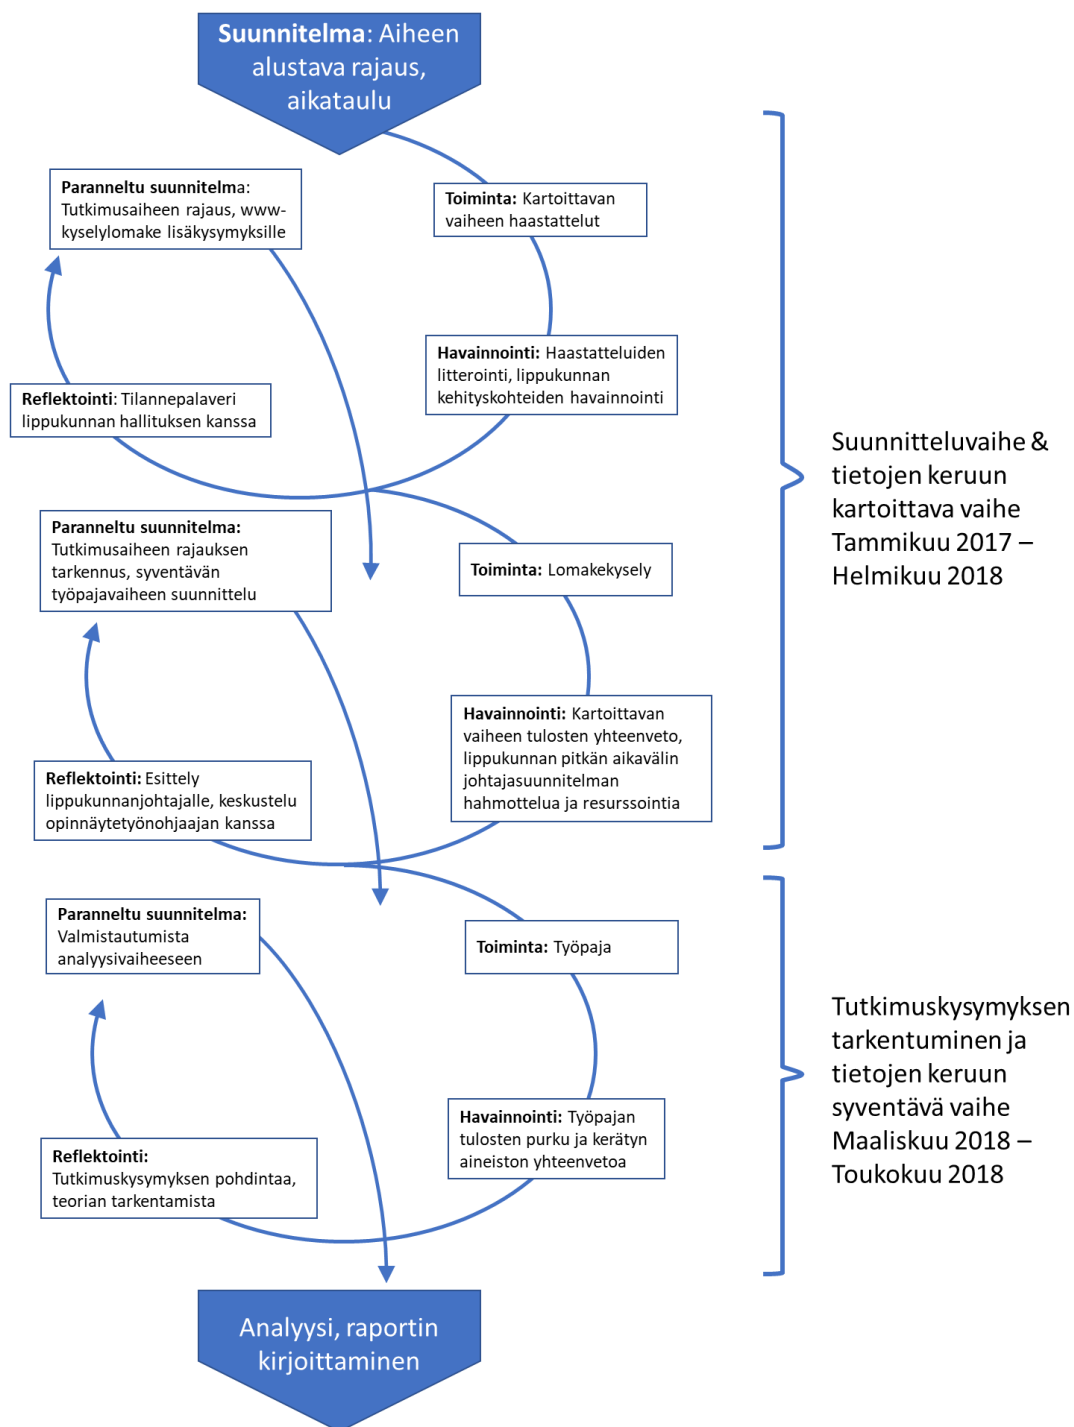 Suunnitelma: Aiheen
alustava rajaus,
aikataulu
Paranneltu suunnitelma:
Tutkimusaiheen rajaus, www-
kyselylomake lisäkysymyksille
Toiminta: Kartoittavan
vaiheen haastattelut
Havainnointi: Haastatteluiden
litterointi, lippukunnan
kehityskohteiden havainnointi
Reflektointi: Tilannepalaveri
lippukunnan hallituksen kanssa
Suunnitteluvaihe &
tietojen keruun
kartoittava vaihe
Tammikuu 2017 –
Helmikuu 2018
Paranneltu suunnitelma:
Tutkimusaiheen rajauksen
tarkennus, syventävän
työpajavaiheen suunnittelu
Toiminta: Lomakekysely
Havainnointi: Kartoittavan
vaiheen tulosten yhteenveto,
lippukunnan pitkän aikavälin
johtajasuunnitelman
hahmottelua ja resurssointia
Reflektointi: Esittely
lippukunnanjohtajalle, keskustelu
opinnäytetyönohjaajan kanssa
Paranneltu suunnitelma:
Valmistautumista
analyysivaiheeseen
Toiminta: Työpaja
Havainnointi: Työpajan
tulosten purku ja kerätyn
aineiston yhteenvetoa
Reflektointi:
Tutkimuskysymyksen pohdintaa,
teorian tarkentamista
Tutkimuskysymyksen
tarkentuminen ja
tietojen keruun
syventävä vaihe
Maaliskuu 2018 –
Toukokuu 2018
Analyysi, raportin
kirjoittaminen